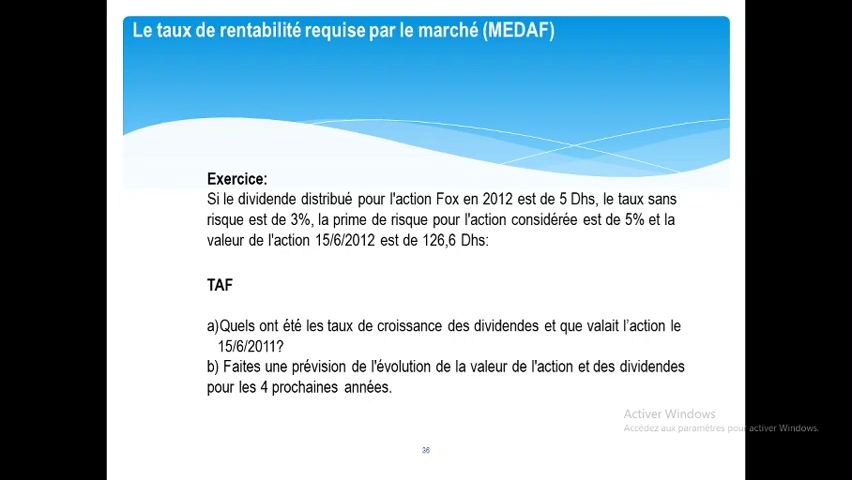 Le taux de rentabilité requise par le marché (MEDAF)
Exercice:
Si le dividende distribué pour l'action Fox en 2012 est de 5 Dhs, le taux sans
risque est de 3%, la prime de risque pour l'action considérée est de 5% et la
valeur de l'action 15/6/2012 est de 126,6 Dhs:
TAF
a)Quels ont été les taux de croissance des dividendes et que valait l’action le
15/6/2011?
b) Faites une prévision de l'évolution de la valeur de l'action et des dividendes
pour les 4 prochaines années.
Activer Windows
Accédez aux paramètres pour activer Windows.
36